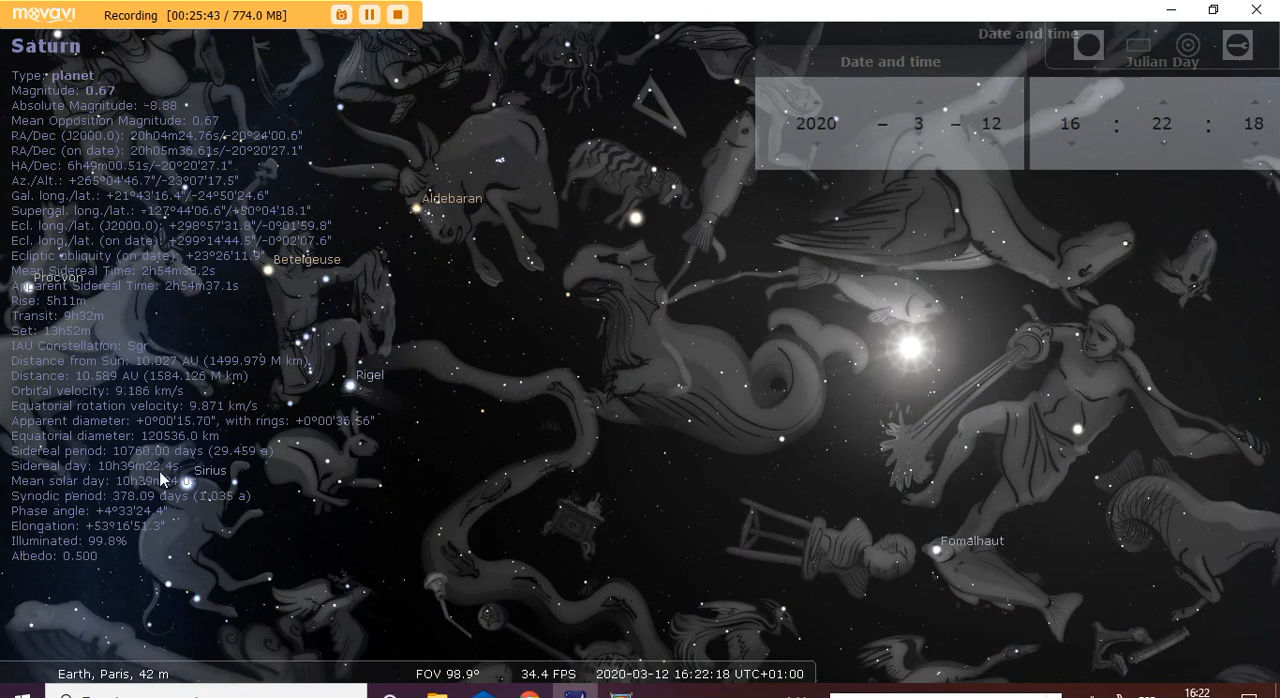 movavi Recording [00:25:43 / 774.0 MB]
Saturn
Type: planet
Magnitude: 0.67
Absolute Magnitude: -8.88
Mean Opposition Magnitude: 0.67
RA/Dec (J2000.0): 20h04m24.76s/-20°24'00.6"
RA/Dec (on date): 20h05m36.61s/-20°20'27.1"
HA/Dec: 6h49m00.51s/-20°20'27.1"
Az./Alt.: +265°04'46.7"/-23°07'17.5"
Gal. long./lat.: +21°43'16.4"/-24°50'24.6"
Supergal. long./lat.: -127°44'06.6"/+50°04'18.1"
Ecl. long./lat. (J2000.0): +298°57'31.8"/-0°01'59.8"
Ecl. long./lat. (on date): +299°14'44.5"/-0°02'07.6"
Ecliptic obliquity (on date): +23°26'11.9"
Mean Sidereal Time: 2h54m38.2s
Apparent Sidereal Time: 2h54m37.1s
Rise: 5h11m
Transit: 9h32m
Set: 13h52m
IAU Constellation: Sgr
Distance from Sun: 10.027 AU (1499.979 M km)
Distance: 10.589 AU (1584.126 M km)
Orbital velocity: 9.186 km/s
Equatorial rotation velocity: 9.871 km/s
Apparent diameter: +0°00'15.70", with rings: +0°00'36.56"
Equatorial diameter: 120536.0 km
Sidereal period: 10760.00 days (29.459 a)
Sidereal day: 10h39m22.4s
Mean solar day:
Synodic period: 378.09 days (1.035 a)
Phase angle: +4°33'24.4"
Elongation: +53°16'51.3"
Illuminated: 99.8%
Albedo: 0.500
Date and time
Date and time
Julian Day
2020 - 3 - 12 16 : 22 : 18
Aldebaran
Betelgeuse
Procyon
Rigel
Sirius
Fomalhaut
Earth, Paris, 42 m FOV 98.9° 34.4 FPS 2020-03-12 16:22:18 UTC+01:00
16:22